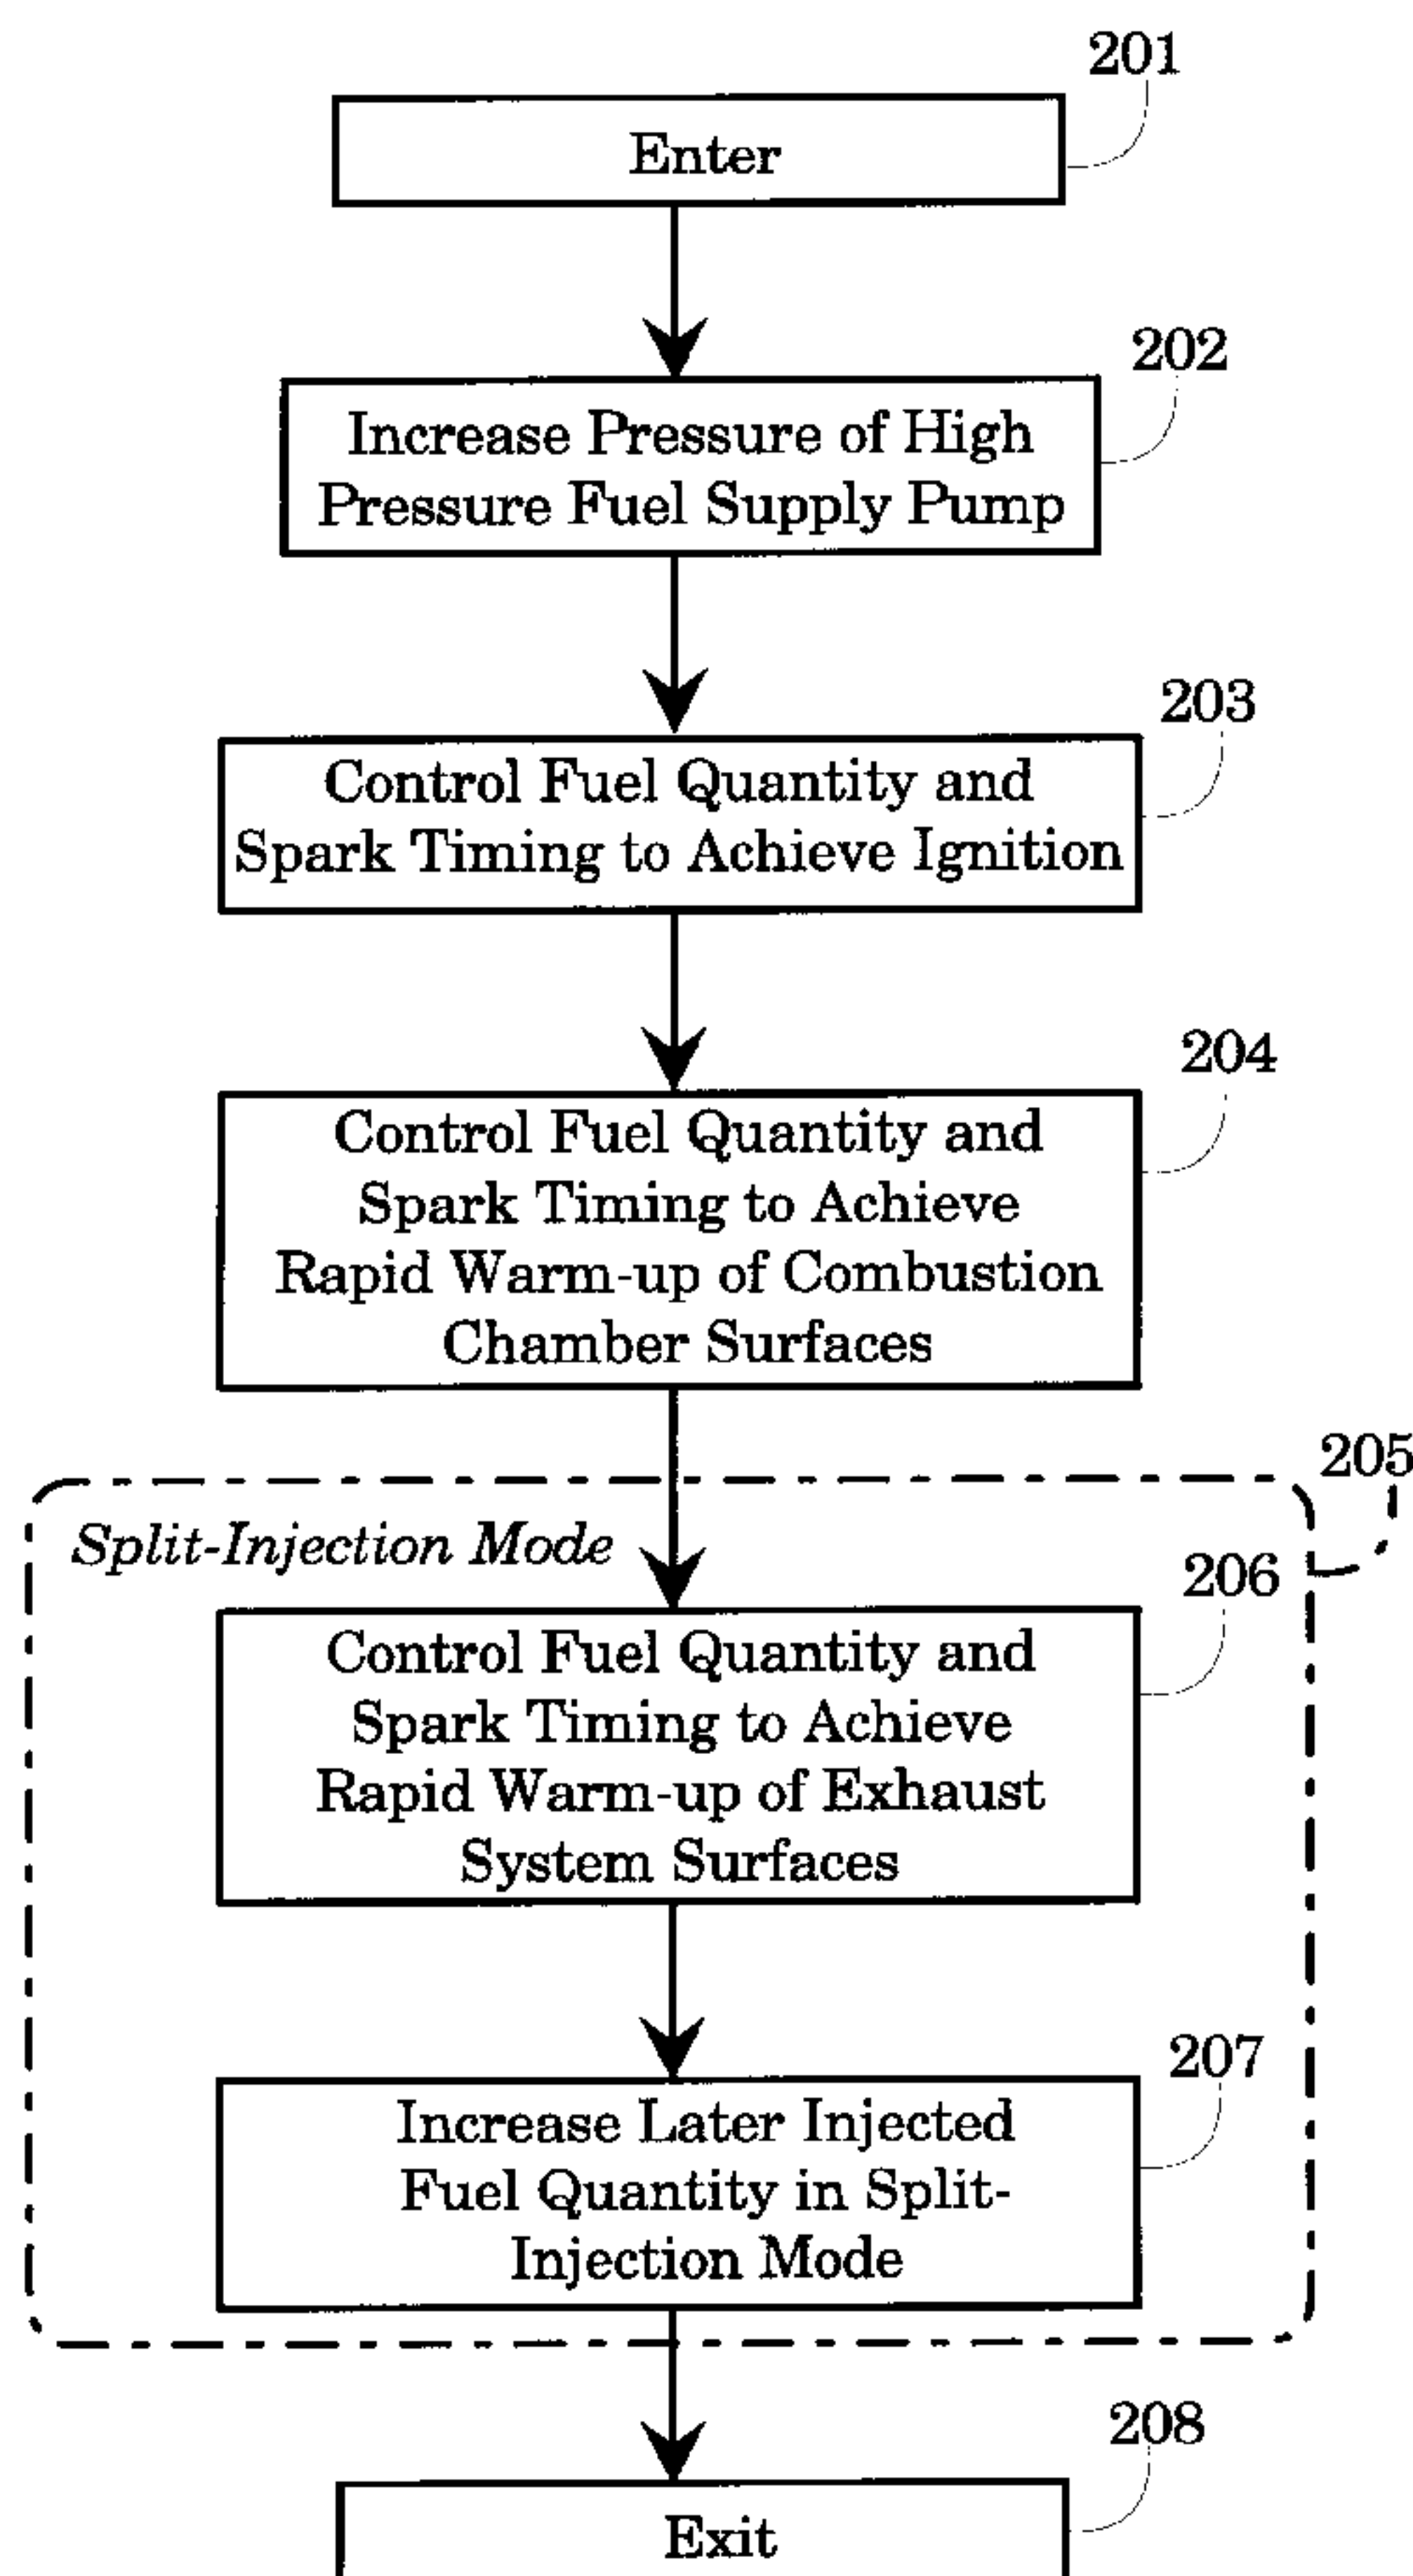 201
Enter
202
Increase Pressure of High
Pressure Fuel Supply Pump
203
Control Fuel Quantity and
Spark Timing to Achieve Ignition
204
Control Fuel Quantity and
Spark Timing to Achieve
Rapid Warm-up of Combustion
Chamber Surfaces
205
Split-Injection Mode
206
Control Fuel Quantity and
Spark Timing to Achieve
Rapid Warm-up of Exhaust
System Surfaces
207
Increase Later Injected
Fuel Quantity in Split-
Injection Mode
208
Exit